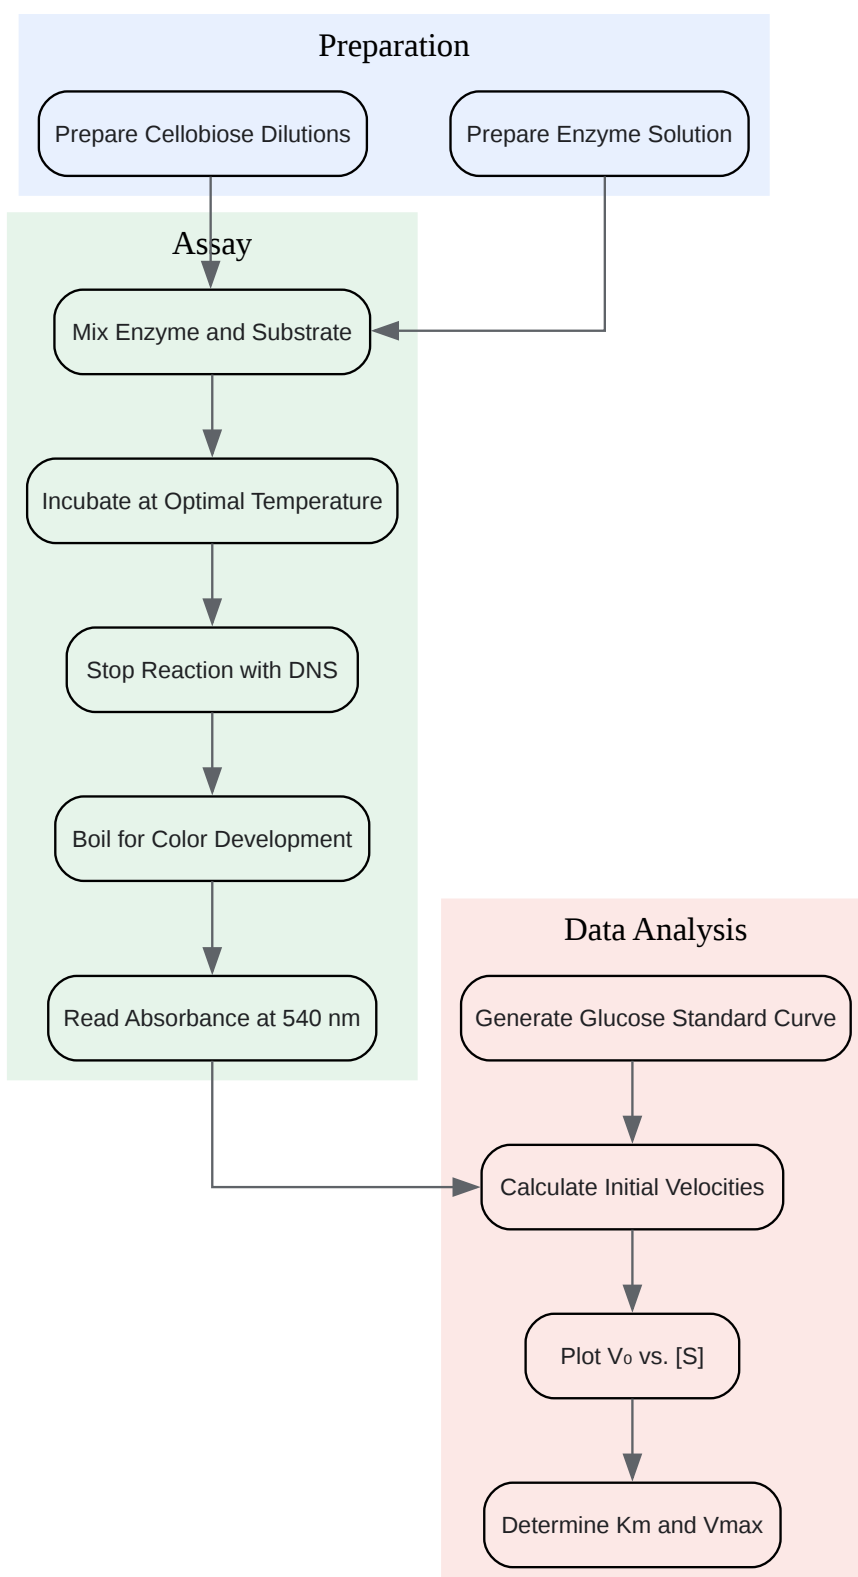 Preparation
Prepare Cellobiose Dilutions
Prepare Enzyme Solution
Assay
Mix Enzyme and Substrate
Incubate at Optimal Temperature
Stop Reaction with DNS
Boil for Color Development
Read Absorbance at 540 nm
Data Analysis
Generate Glucose Standard Curve
Calculate Initial Velocities
Plot V₀ vs. [S]
Determine Km and Vmax